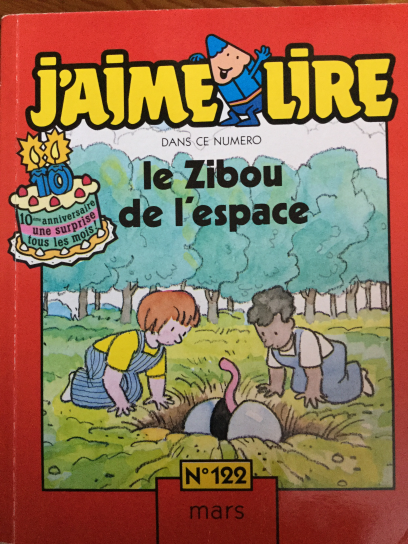 J'AIME LIRE
DANS CE NUMERO
le Zibou
de l'espace
10
10ème anniversaire
une surprise
tous les mois!
N° 122
mars